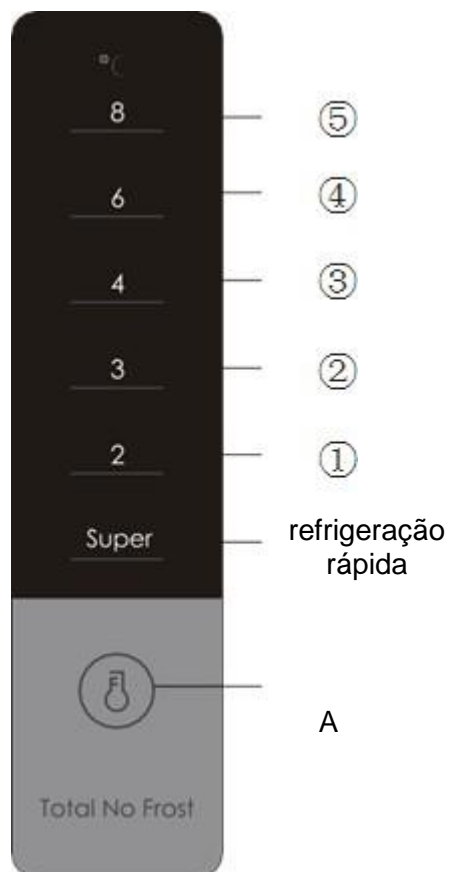 °C
8 ⑤
6 ④
4 ③
3 ②
2 ①
Super refrigeração
rápida
F
A
Total No Frost